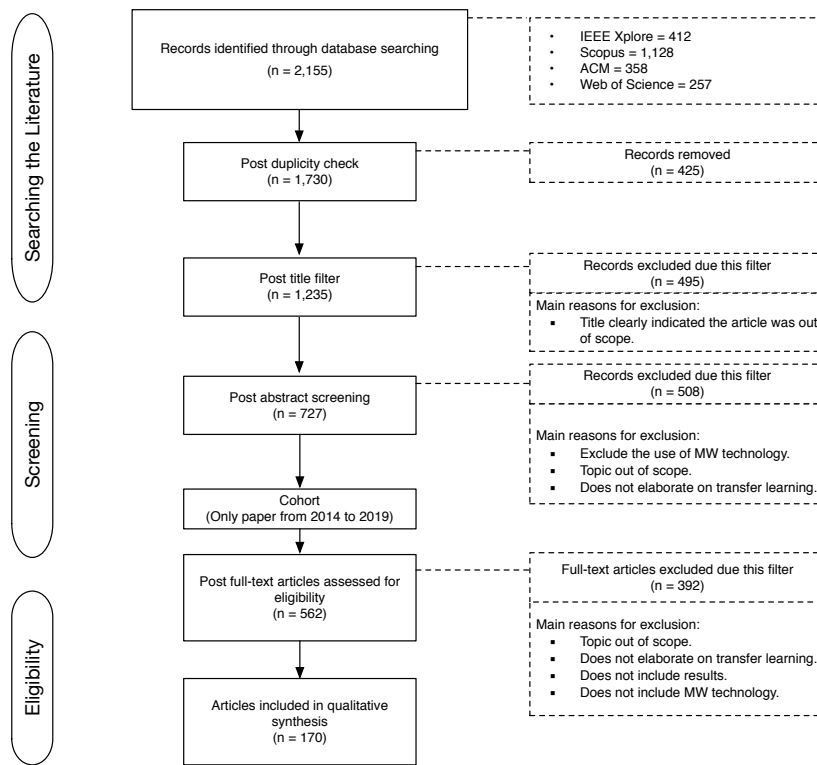 Searching the Literature
Records identified through database searching
(n = 2,155)
• IEEE Xplore = 412
• Scopus = 1,128
• ACM = 358
• Web of Science = 257
Post duplicity check
(n = 1,730)
Records removed
(n = 425)
Post title filter
(n = 1,235)
Records excluded due this filter
(n = 495)
Main reasons for exclusion:
▪ Title clearly indicated the article was out
of scope.
Screening
Post abstract screening
(n = 727)
Records excluded due this filter
(n = 508)
Main reasons for exclusion:
▪ Exclude the use of MW technology.
▪ Topic out of scope.
▪ Does not elaborate on transfer learning.
Cohort
(Only paper from 2014 to 2019)
Eligibility
Post full-text articles assessed for
eligibility
(n = 562)
Full-text articles excluded due this filter
(n = 392)
Main reasons for exclusion:
▪ Topic out of scope.
▪ Does not elaborate on transfer learning.
▪ Does not include results.
▪ Does not include MW technology.
Articles included in qualitative
synthesis
(n = 170)